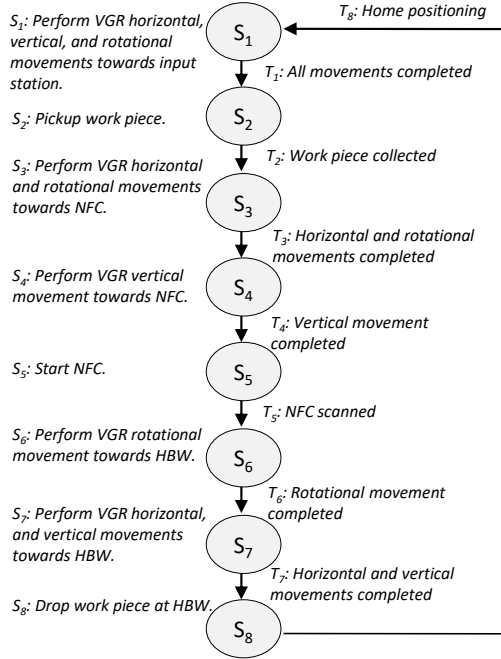 S1: Perform VGR horizontal,
vertical, and rotational
movements towards input
station.
T8: Home positioning
S1
T1: All movements completed
S2: Pickup work piece.
S2
T2: Work piece collected
S3: Perform VGR horizontal
and rotational movements
towards NFC.
S3
T3: Horizontal and rotational
movements completed
S4: Perform VGR vertical
movement towards NFC.
S4
T4: Vertical movement
completed
S5: Start NFC.
S5
T5: NFC scanned
S6: Perform VGR rotational
movement towards HBW.
S6
T6: Rotational movement
completed
S7: Perform VGR horizontal,
and vertical movements
towards HBW.
S7
T7: Horizontal and vertical
movements completed
S8: Drop work piece at HBW.
S8